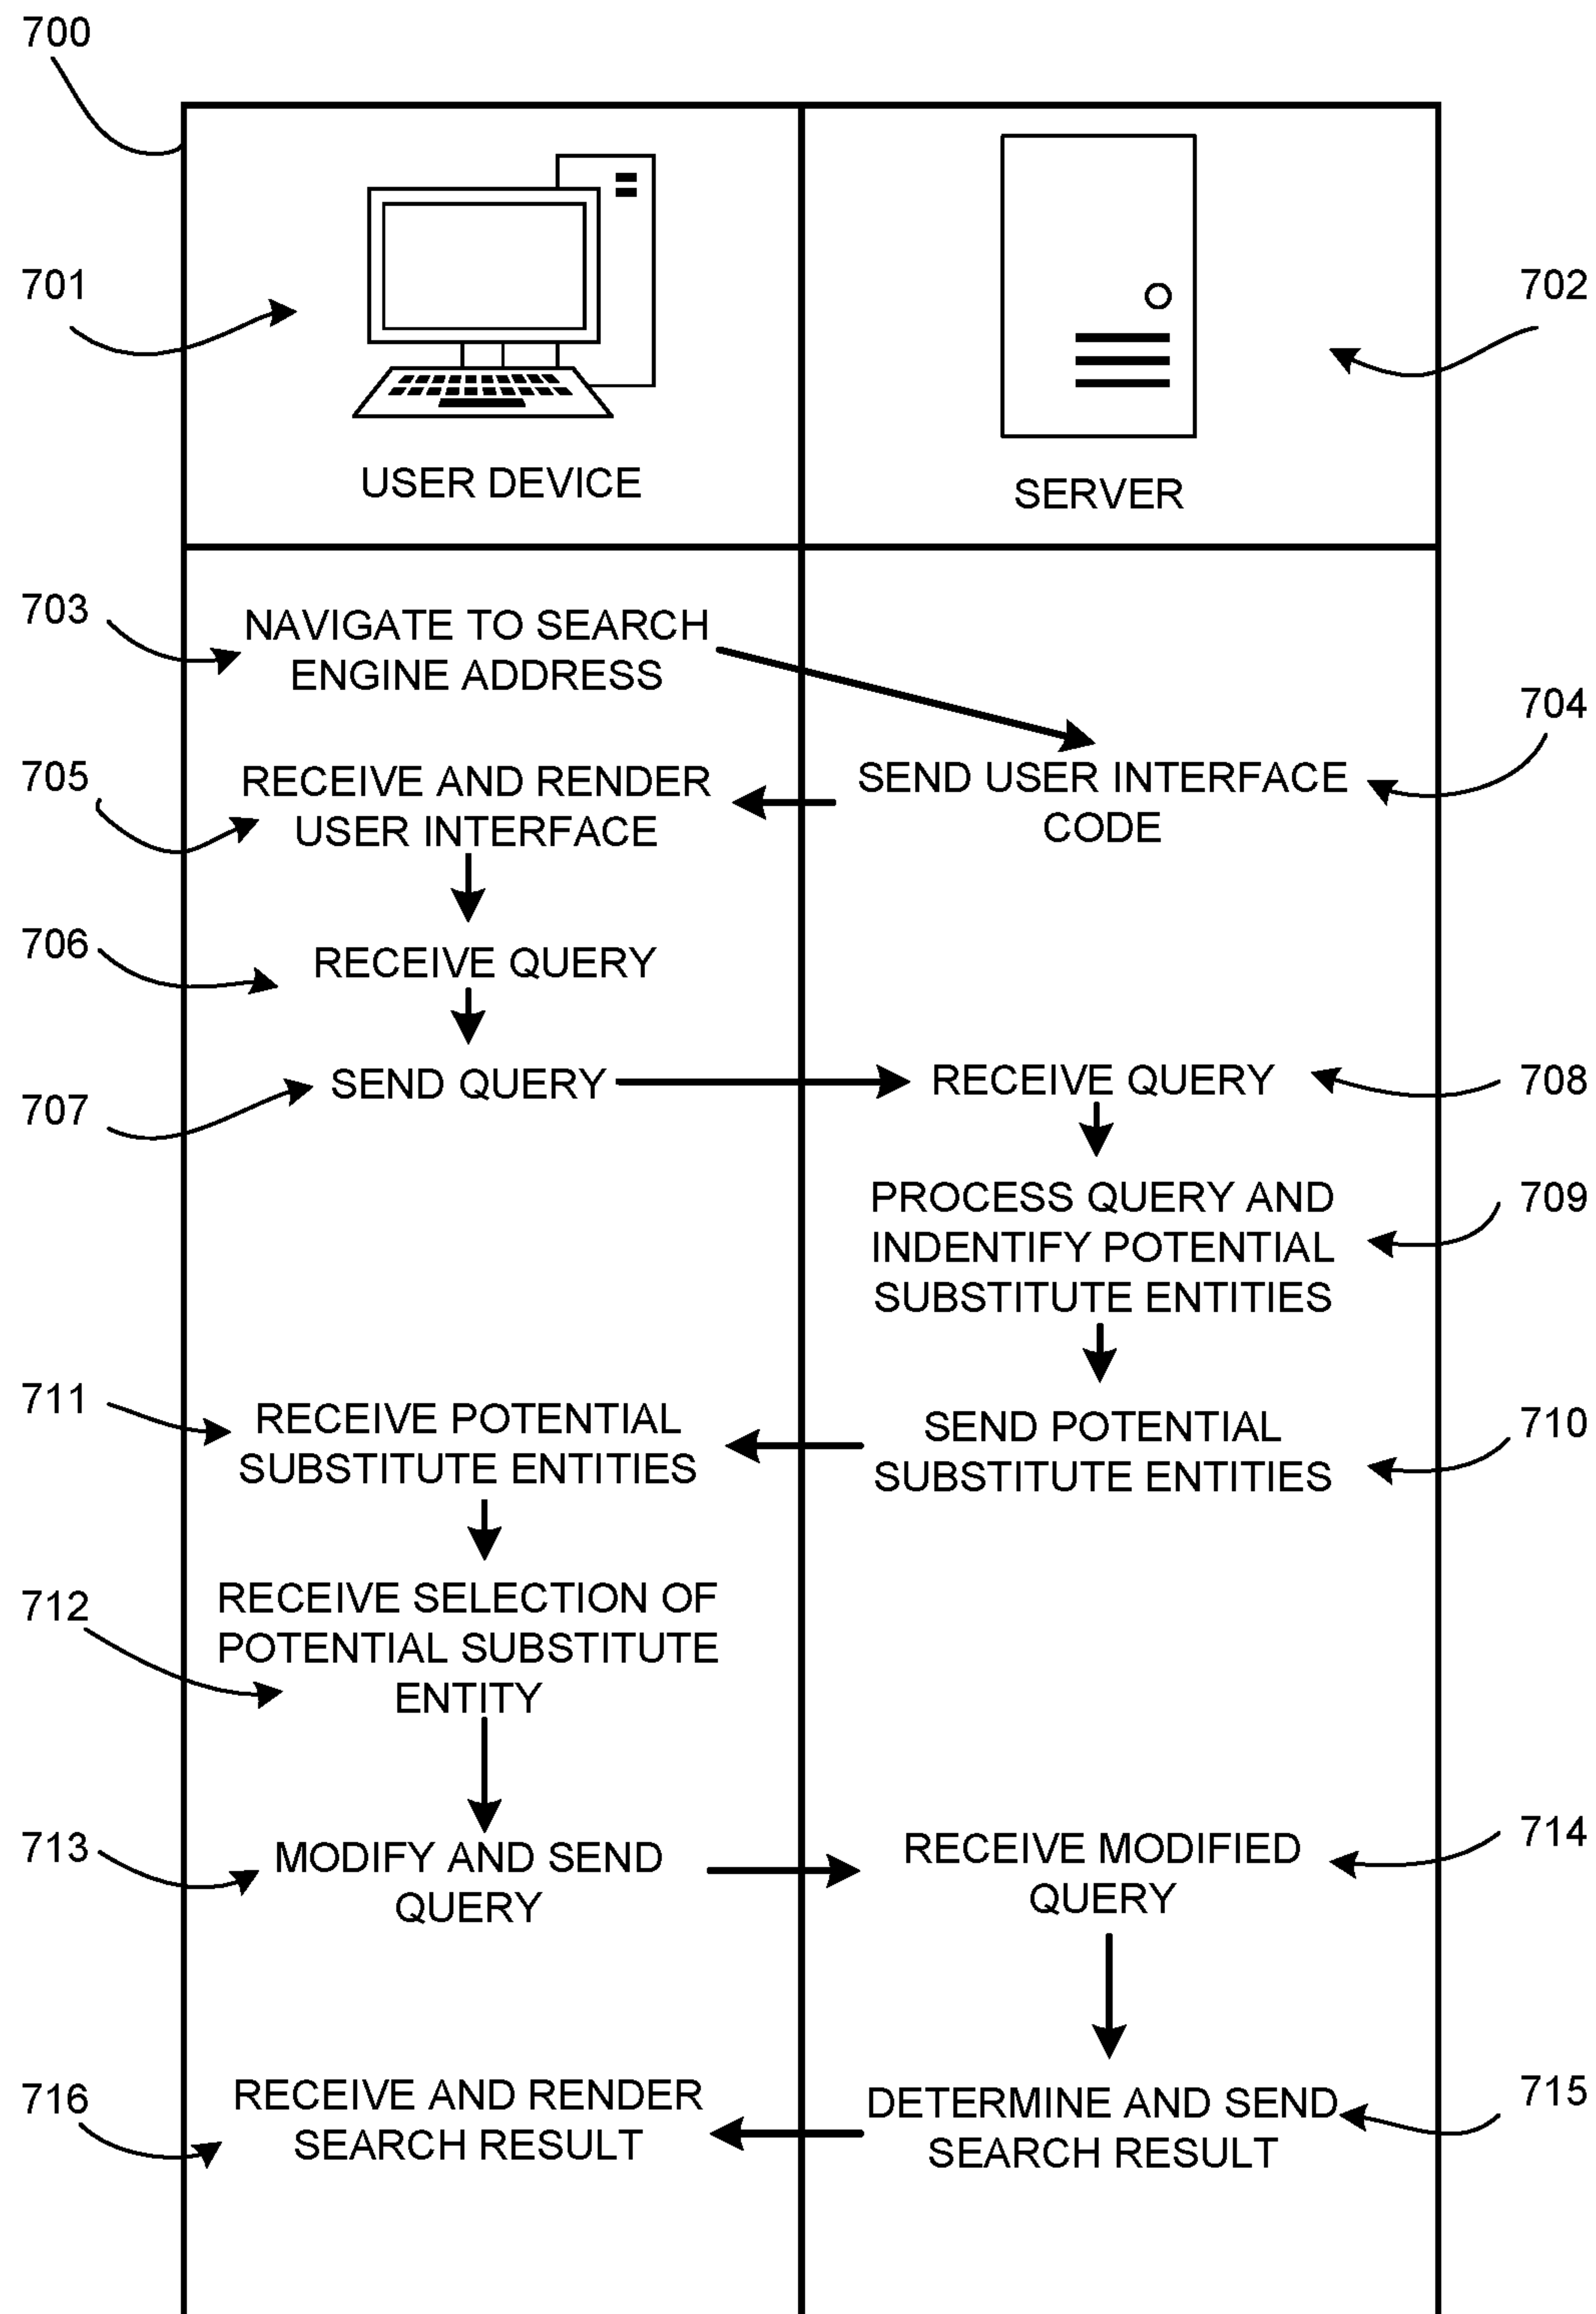 700
701
702
USER DEVICE
SERVER
703
NAVIGATE TO SEARCH
ENGINE ADDRESS
704
705
RECEIVE AND RENDER
USER INTERFACE
SEND USER INTERFACE
CODE
706
RECEIVE QUERY
707
SEND QUERY
RECEIVE QUERY
708
PROCESS QUERY AND
INDENTIFY POTENTIAL
SUBSTITUTE ENTITIES
709
711
RECEIVE POTENTIAL
SUBSTITUTE ENTITIES
SEND POTENTIAL
SUBSTITUTE ENTITIES
710
712
RECEIVE SELECTION OF
POTENTIAL SUBSTITUTE
ENTITY
713
MODIFY AND SEND
QUERY
RECEIVE MODIFIED
QUERY
714
716
RECEIVE AND RENDER
SEARCH RESULT
DETERMINE AND SEND
SEARCH RESULT
715